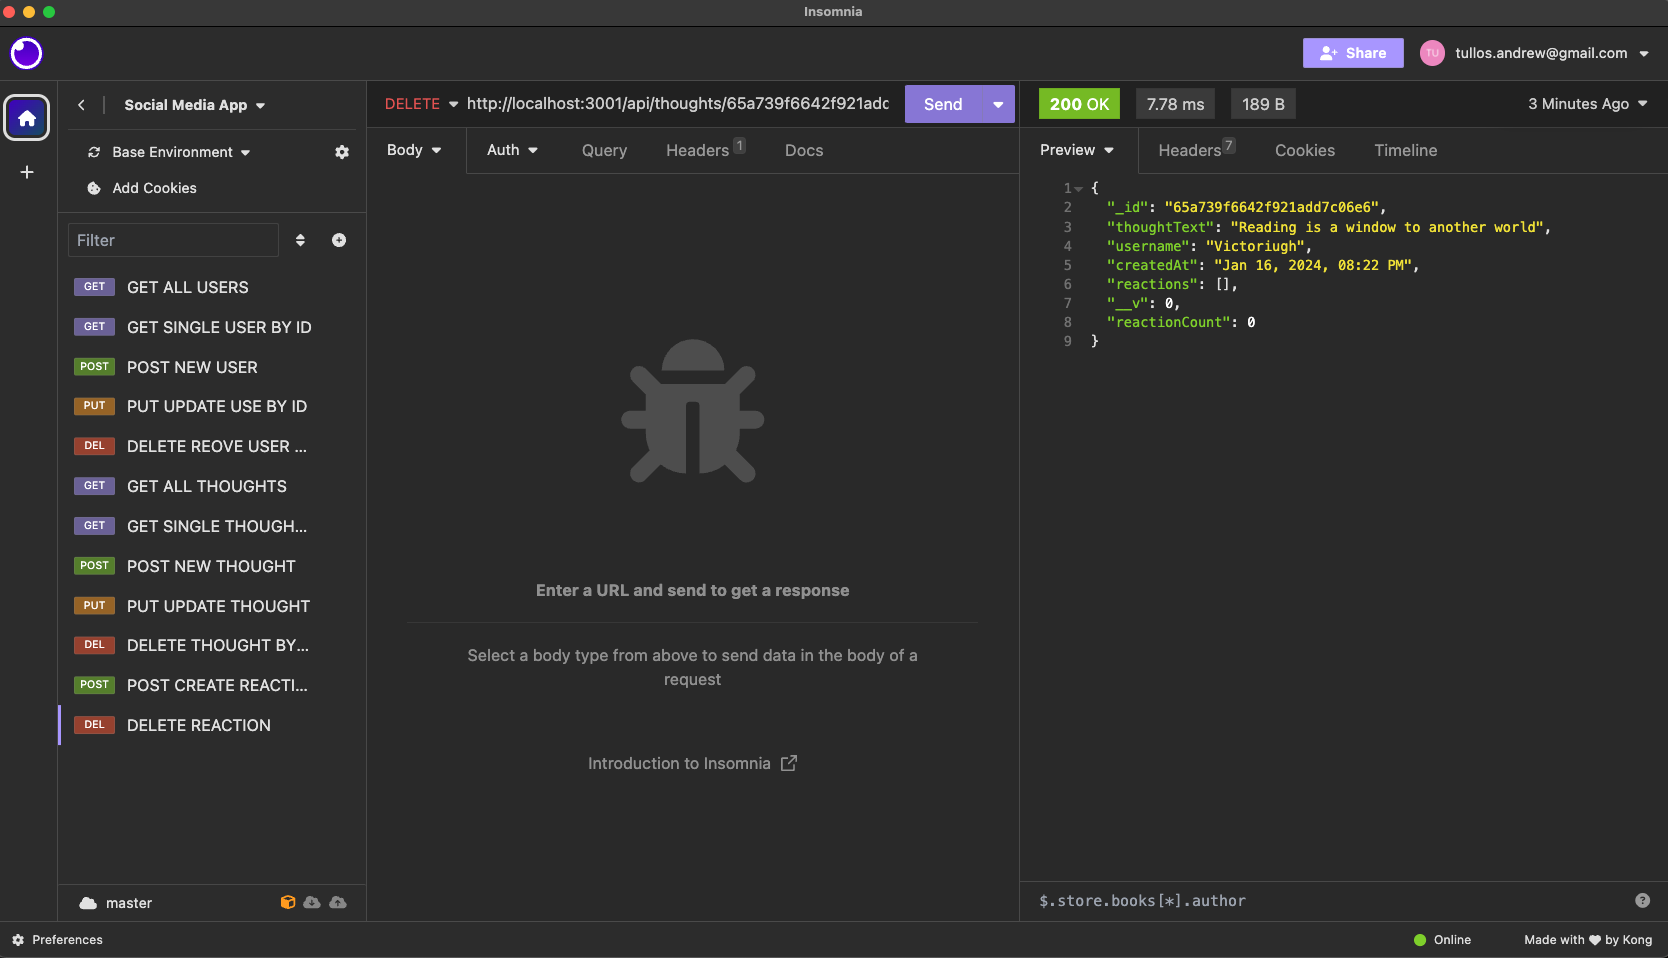 Insomnia
Share
TU
tullos.andrew@gmail.com
Social Media App
Base Environment
Add Cookies
Filter
GET GET ALL USERS
GET GET SINGLE USER BY ID
POST POST NEW USER
PUT PUT UPDATE USE BY ID
DEL DELETE REOVE USER ...
GET GET ALL THOUGHTS
GET GET SINGLE THOUGH...
POST POST NEW THOUGHT
PUT PUT UPDATE THOUGHT
DEL DELETE THOUGHT BY...
POST POST CREATE REACTI...
DEL DELETE REACTION
master
DELETE http://localhost:3001/api/thoughts/65a739f6642f921adc Send
Body Auth Query Headers 1 Docs
Enter a URL and send to get a response
Select a body type from above to send data in the body of a
request
Introduction to Insomnia
200 OK 7.78 ms 189 B 3 Minutes Ago
Preview Headers 7 Cookies Timeline
1 {
2 "_id": "65a739f6642f921add7c06e6",
3 "thoughtText": "Reading is a window to another world",
4 "username": "Victoriugh",
5 "createdAt": "Jan 16, 2024, 08:22 PM",
6 "reactions": [],
7 "__v": 0,
8 "reactionCount": 0
9 }
$.store.books[*].author ?
Preferences
Online
Made with ♥ by Kong